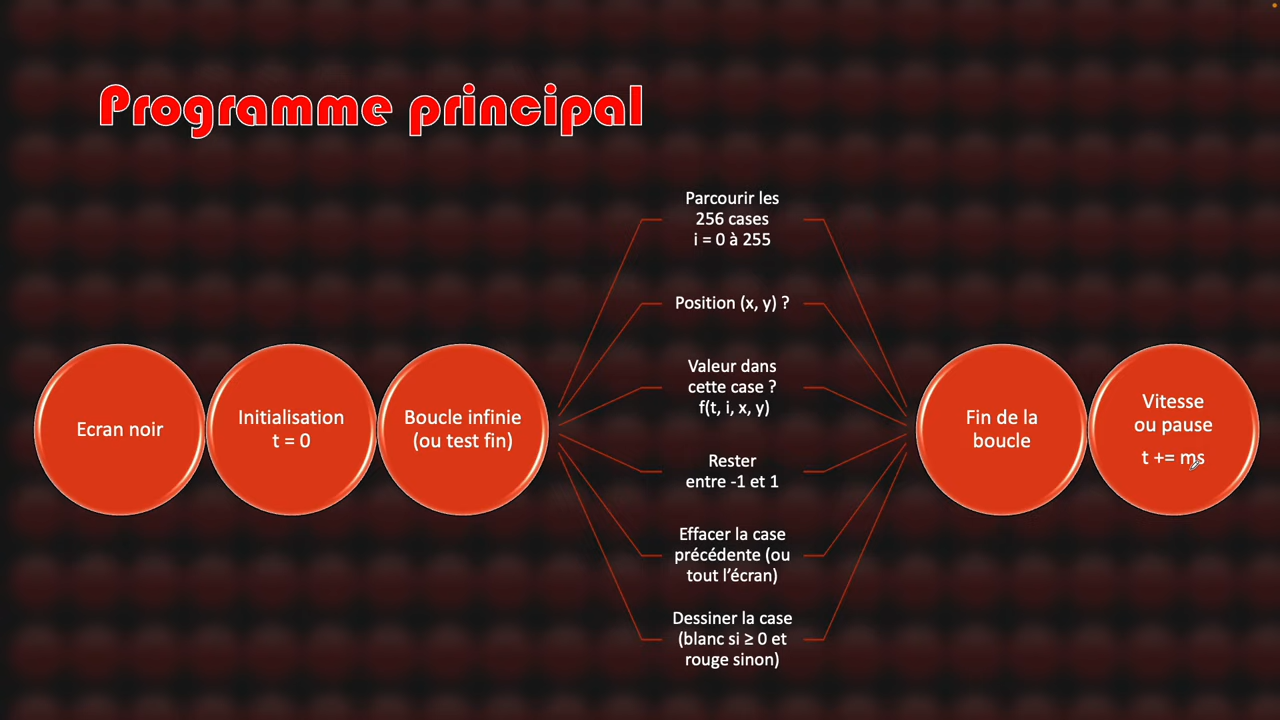 Programme principal
Ecran noir
Initialisation
t = 0
Boucle infinie
(ou test fin)
Parcourir les
256 cases
i = 0 à 255
Position (x, y) ?
Valeur dans
cette case ?
f(t, i, x, y)
Rester
entre -1 et 1
Effacer la case
précédente (ou
tout l’écran)
Dessiner la case
(blanc si ≥ 0 et
rouge sinon)
Fin de la
boucle
Vitesse
ou pause
t += ms